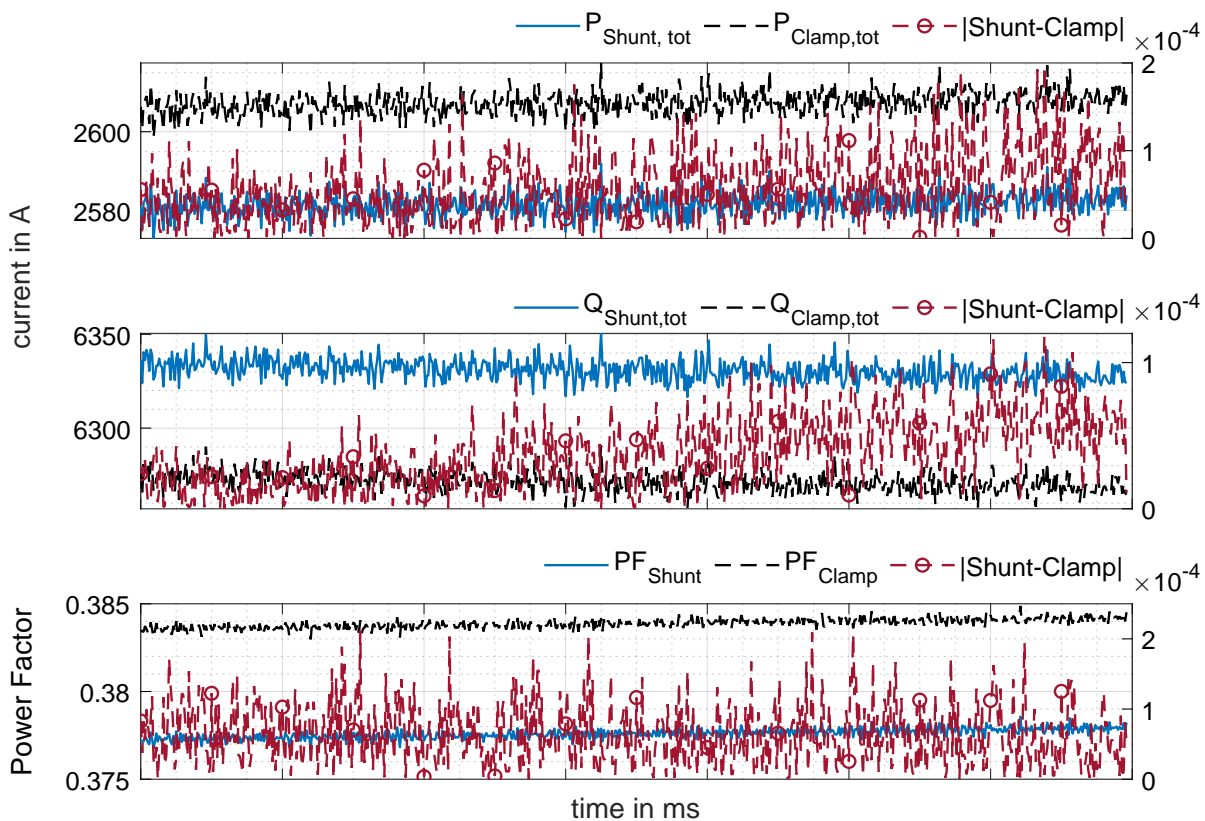 P_Shunt, tot P_Clamp,tot |Shunt-Clamp| ×10^-4
2600
2580
2
1
0
current in A
Q_Shunt,tot Q_Clamp,tot |Shunt-Clamp| ×10^-4
6350
6300
1
0
PF_Shunt PF_Clamp |Shunt-Clamp| ×10^-4
0.385
0.38
0.375
2
1
0
Power Factor
time in ms